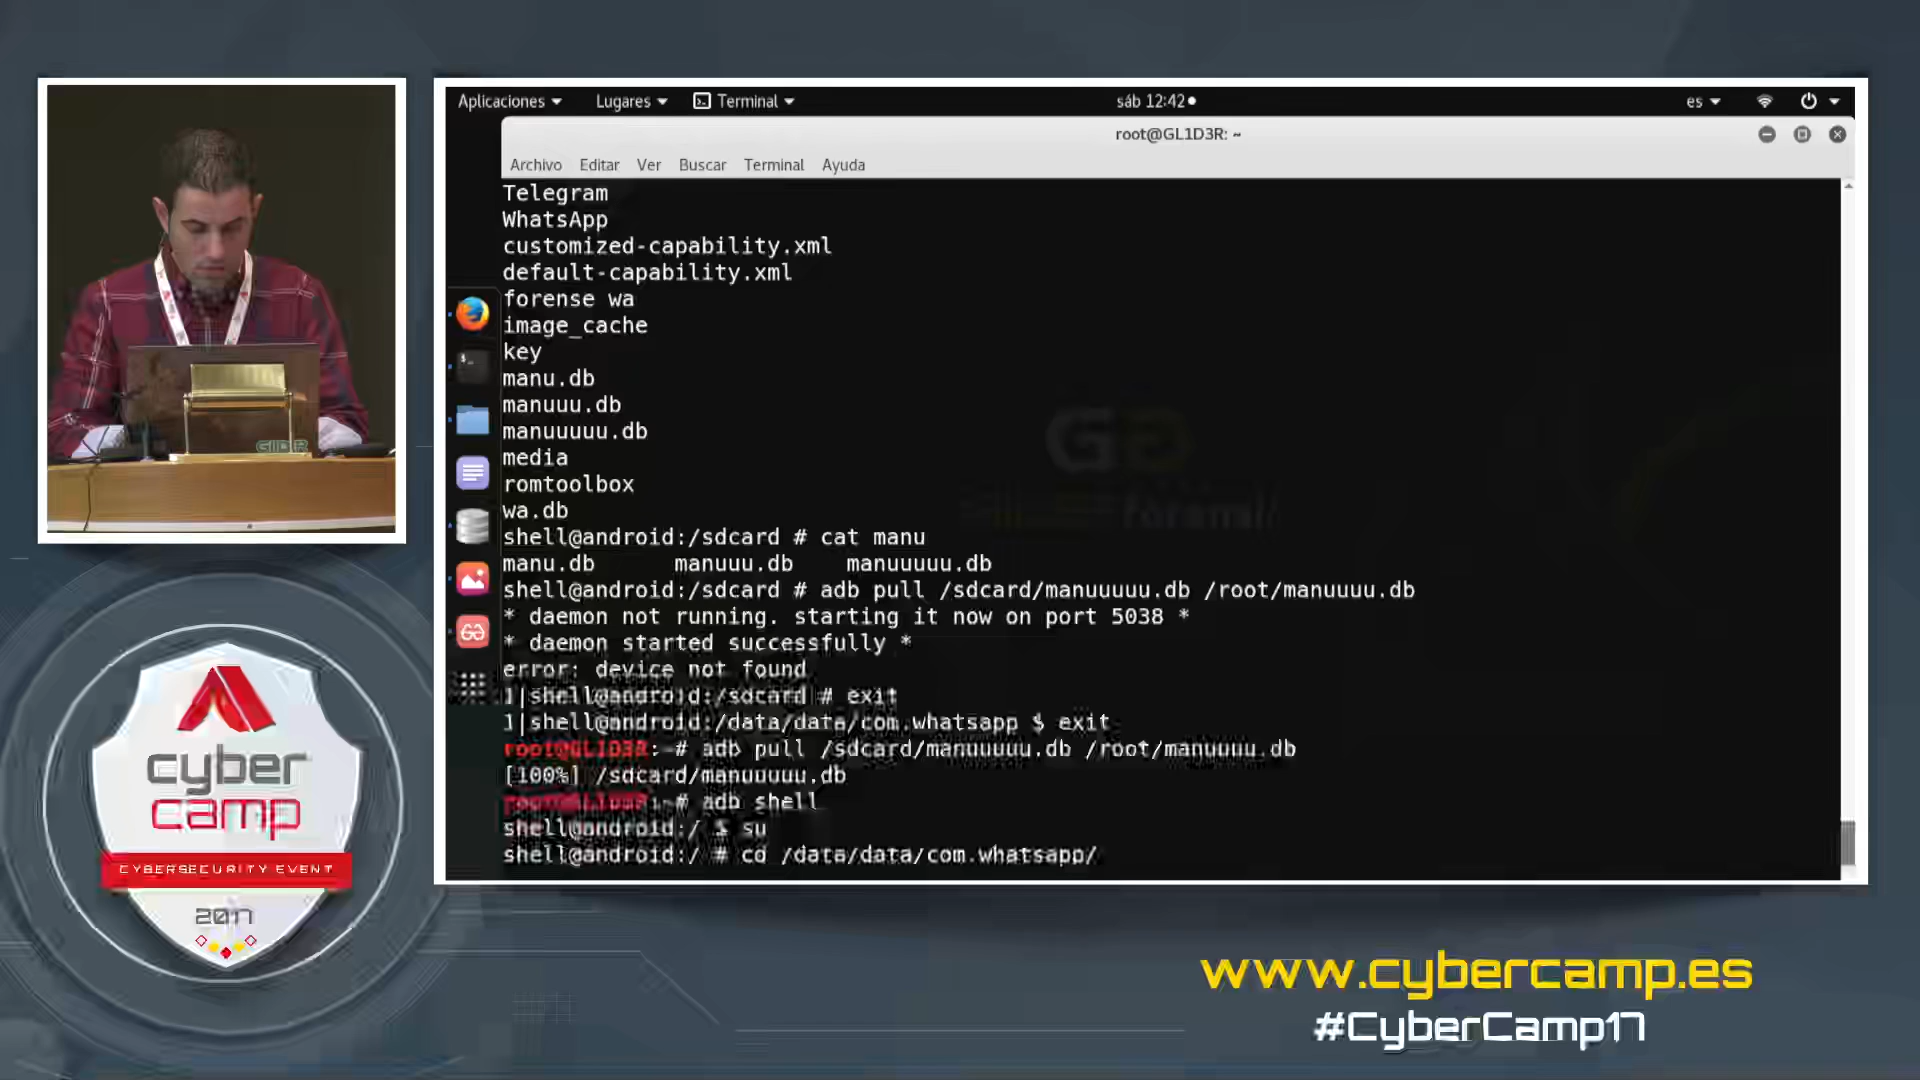 Aplicaciones Lugares Terminal sáb 12:42 es
root@GL1D3R: ~
Archivo Editar Ver Buscar Terminal Ayuda
Telegram
WhatsApp
customized-capability.xml
default-capability.xml
forense wa
image_cache
key
manu.db
manuuu.db
manuuuuu.db
media
romtoolbox
wa.db
shell@android:/sdcard # cat manu
manu.db manuuu.db manuuuuu.db
shell@android:/sdcard # adb pull /sdcard/manuuuuu.db /root/manuuuu.db
* daemon not running. starting it now on port 5038 *
* daemon started successfully *
error: device not found
1|shell@android:/sdcard # exit
1|shell@android:/data/data/com.whatsapp $ exit
root@GL1D3R:~# adb pull /sdcard/manuuuuu.db /root/manuuuu.db
[100%] /sdcard/manuuuuu.db
root@GL1D3R:~# adb shell
shell@android:/ $ su
shell@android:/ # cd /data/data/com.whatsapp/
cyber
camp
CYBERSECURITY EVENT
2017
www.cybercamp.es
#CyberCamp17